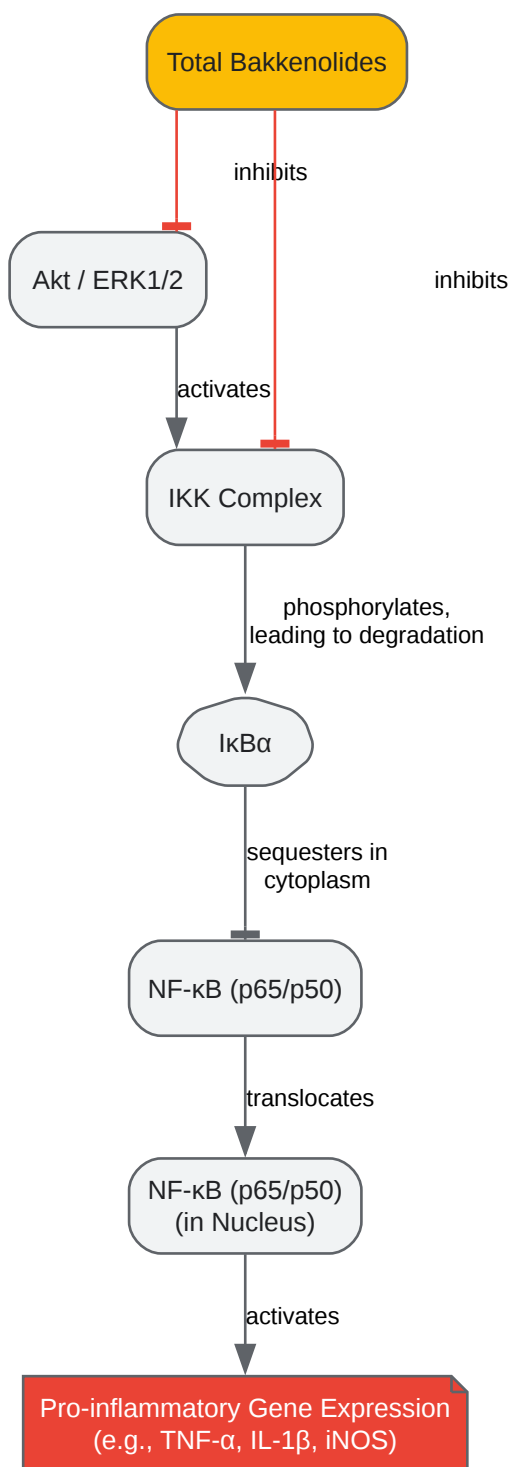 Total Bakkenolides
inhibits
Akt / ERK1/2
inhibits
activates
IKK Complex
phosphorylates,
leading to degradation
IκBα
sequesters in
cytoplasm
NF-κB (p65/p50)
translocates
NF-κB (p65/p50)
(in Nucleus)
activates
Pro-inflammatory Gene Expression
(e.g., TNF-α, IL-1β, iNOS)